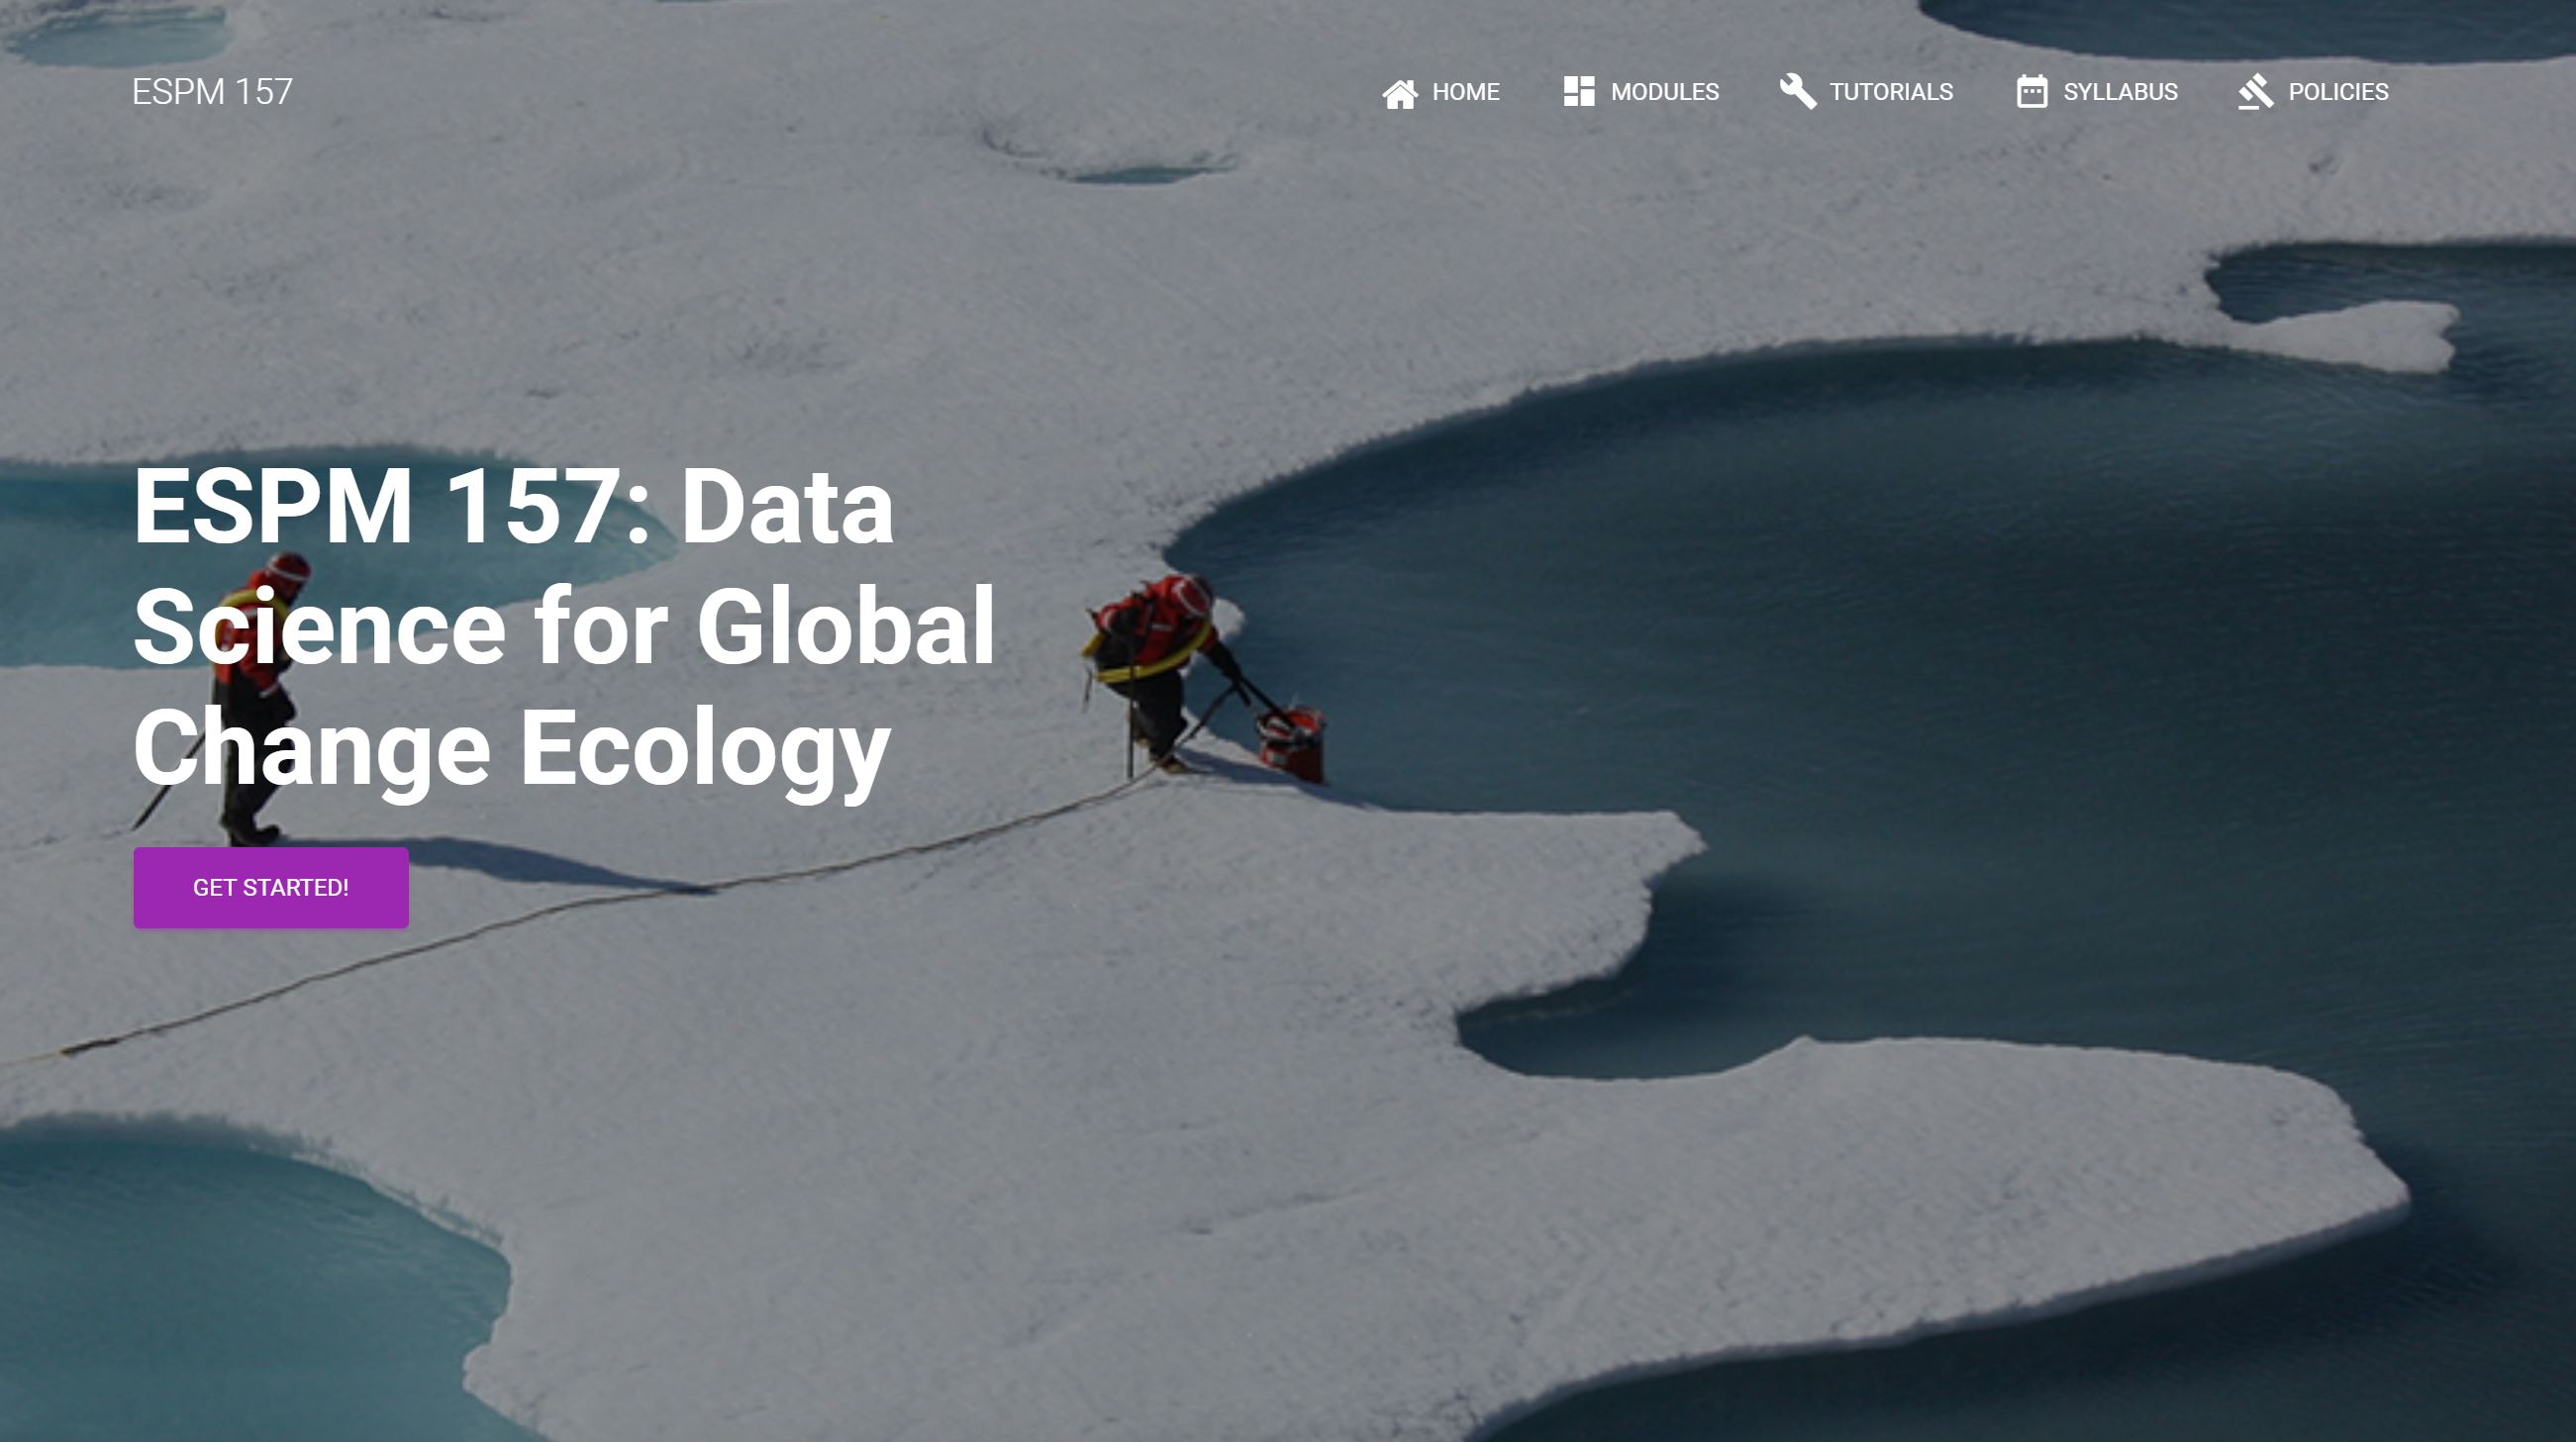 ESPM 157
HOME
MODULES
TUTORIALS
SYLLABUS
POLICIES
ESPM 157: Data
Science for Global
Change Ecology
GET STARTED!